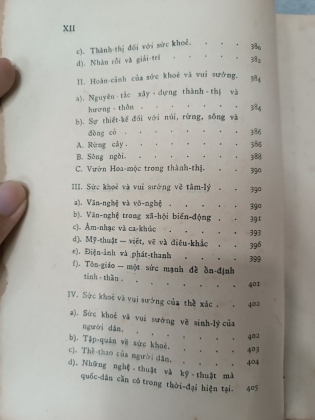 XII
c). Thành-thị đối với sức khoẻ. . . . 380
d). Nhàn rỗi và giải-trí . . . . 382
II. Hoàn-cảnh của sức khoẻ và vui sướng. 384
a). Nguyên-tắc xây-dựng thành-thị và
hương-thôn . . . . . 384
b). Sự thiết-kế đối với núi, rừng, sông và
đồng cỏ . . . . . 386
A. Rừng cây. . . . . . 386
B. Sông ngòi. . . . . . 388
C. Vườn Hoa-mộc trong thành-thị. . . 390
III. Sức khoẻ và vui sướng về tâm-lý . . 390
a). Văn-nghệ và võ-nghệ . . . . 390
b). Văn-nghệ trong xã-hội biến-động . . 391
c). Âm-nhạc và ca-khúc . . . .
d). Mỹ-thuật — viết, vẽ và điêu-khắc . . 396
e). Điện-ảnh và phát-thanh . . . 399
f). Tôn-giáo — một sức mạnh để ổn-định
tinh-thần . . . . . 401
IV. Sức khoẻ và vui sướng của thể xác . . 402
a). Sức khoẻ và vui sướng về sinh-lý của
người dân. . . . . . 402
b). Tập-quán về sức khoẻ. . . . 403
c). Thể-thao của người dân. . . . 404
d). Những nghệ-thuật và kỹ-thuật mà
quốc-dân cần có trong thời-đại hiện tại. 405